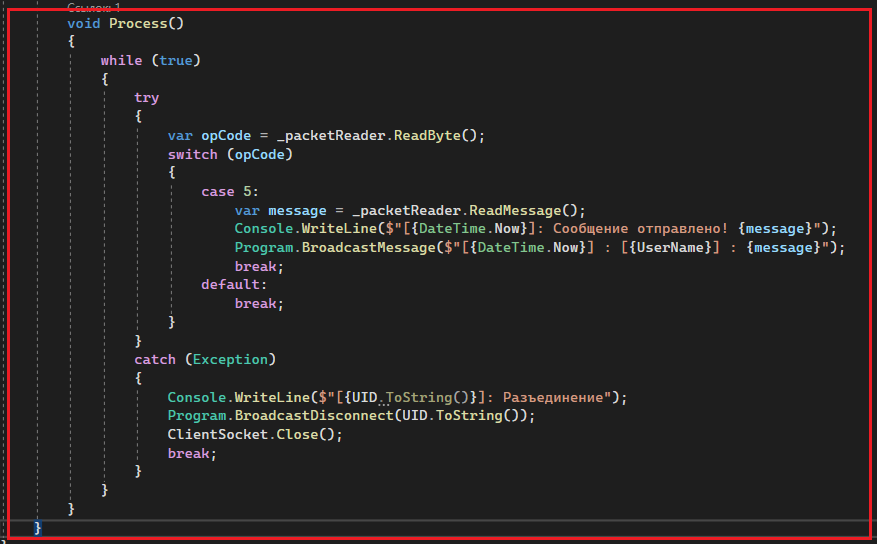 Ссылок: 1
void Process()
{
while (true)
{
try
{
var opCode = _packetReader.ReadByte();
switch (opCode)
{
case 5:
var message = _packetReader.ReadMessage();
Console.WriteLine($"[{DateTime.Now}]: Сообщение отправлено! {message}");
Program.BroadcastMessage($"[{DateTime.Now}] : [{UserName}] : {message}");
break;
default:
break;
}
}
catch (Exception)
{
Console.WriteLine($"[{UID.ToString()}]: Разъединение");
Program.BroadcastDisconnect(UID.ToString());
ClientSocket.Close();
break;
}
}
}
}
}